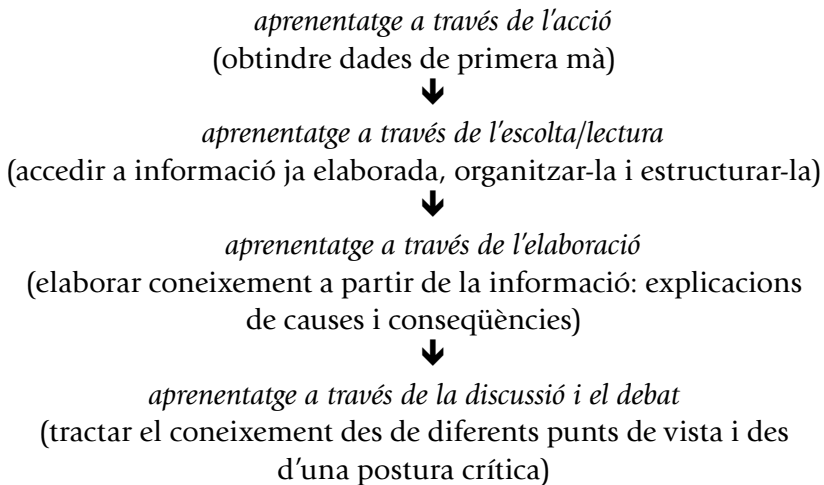 aprenentatge a través de l'acció
(obtindre dades de primera mà)
aprenentatge a través de l'escolta/lectura
(accedir a informació ja elaborada, organitzar-la i estructurar-la)
aprenentatge a través de l'elaboració
(elaborar coneixement a partir de la informació: explicacions
de causes i conseqüències)
aprenentatge a través de la discussió i el debat
(tractar el coneixement des de diferents punts de vista i des
d'una postura crítica)